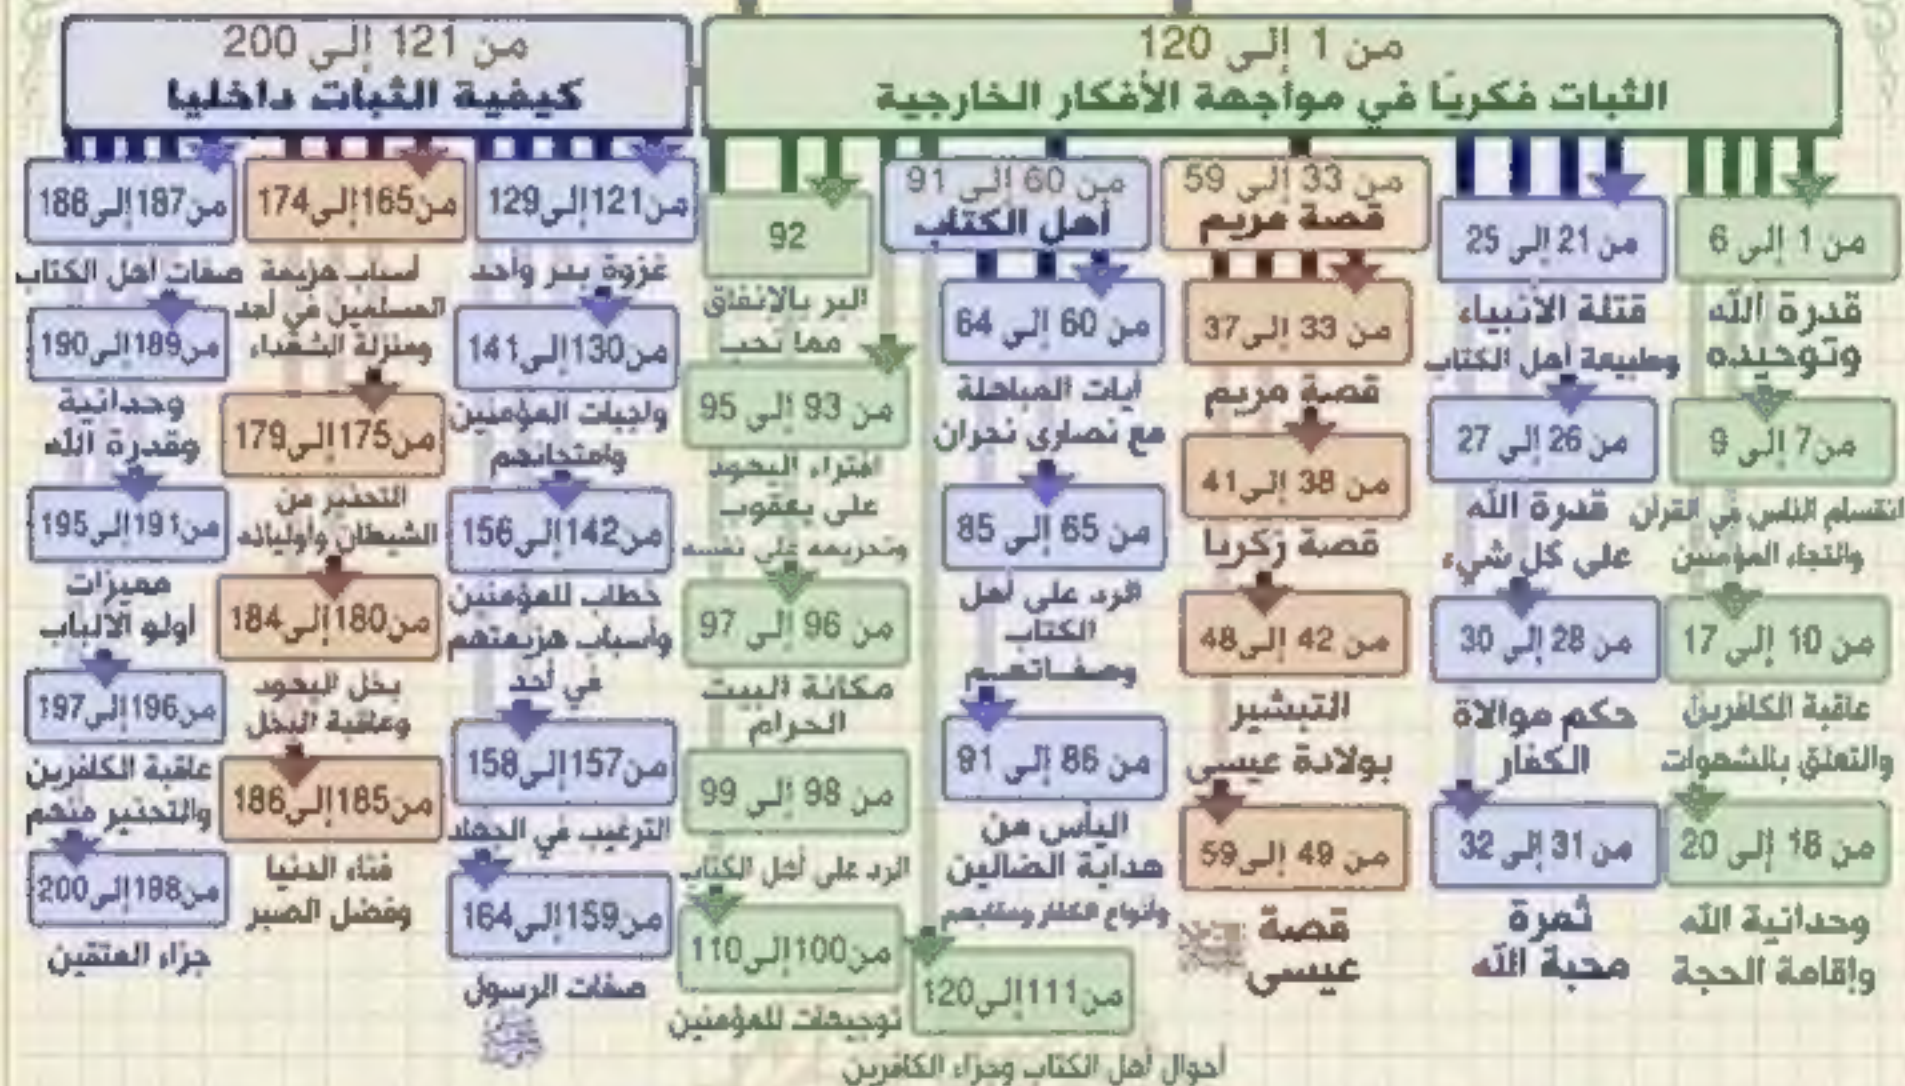 من 1 إلى 120
الثبات فكريًا في مواجهة الأفكار الخارجية
من 1 إلى 6
قدرة الله
وتوحيده
من7 إلى 9
انقسام الناس في القرآن
والتجاء المؤمنين
من 10 إلى 17
عاقبة الكافرين
والتعلق بالشهوات
من 18 إلى 20
وحدانية الله
وإقامة الحجة
من 21 إلى 25
قتلة الأنبياء
وطبيعة أهل الكتاب
من 26 إلى 27
قدرة الله
على كل شيء
من 28 إلى 30
حكم موالاة
الكفار
من 31 إلى 32
ثمرة
محبة الله
من 33 إلى 59
قصة مريم
من 33 إلى37
قصة مريم
من 38 إلى41
قصة زكريا
من 42 إلى48
التبشير
بولادة عيسى
من 49 إلى59
قصة
عيسى
من 60 إلى 91
أهل الكتاب
من 60 إلى 64
آيات المباهلة
مع نصارى نجران
من 65 إلى 85
الرد على أهل
الكتاب
وصفاتهم
من 86 إلى 91
اليأس من
هداية الضالين
وأنواع الكفار
92
البر بالإنفاق
مما نحب
من 93 إلى 95
افتراء اليهود
على يعقوب
وتحريمه على نفسه
من 96 إلى 97
مكانة البيت
الحرام
من 98 إلى 99
الرد على أهل الكتاب
من100إلى110
توجيهات للمؤمنين
من111إلى120
أحوال أهل الكتاب وجزاء الكافرين
من 121 إلى 200
كيفية الثبات داخليا
من121إلى129
غزوة بدر وأحد
من130إلى141
واجبات المؤمنين
وامتحانهم
من142إلى156
خطاب للمؤمنين
وأسباب هزيمتهم
في أحد
من157إلى158
الترغيب في الجهاد
من159إلى164
صفات الرسول
ﷺ
من165إلى174
أسباب هزيمة
المسلمين في أحد
ومنزلة الشهداء
من175إلى179
التحذير من
الشيطان وأوليائه
من180إلى184
بخل اليهود
وعاقبة البخل
من185إلى186
فناء الدنيا
وفضل الصبر
من187إلى188
صفات أهل الكتاب
من189إلى190
وحدانية
وقدرة الله
من191إلى195
مميزات
أولو الألباب
من196إلى197
عاقبة الكافرين
والتحذير منهم
من198إلى200
جزاء المتقين